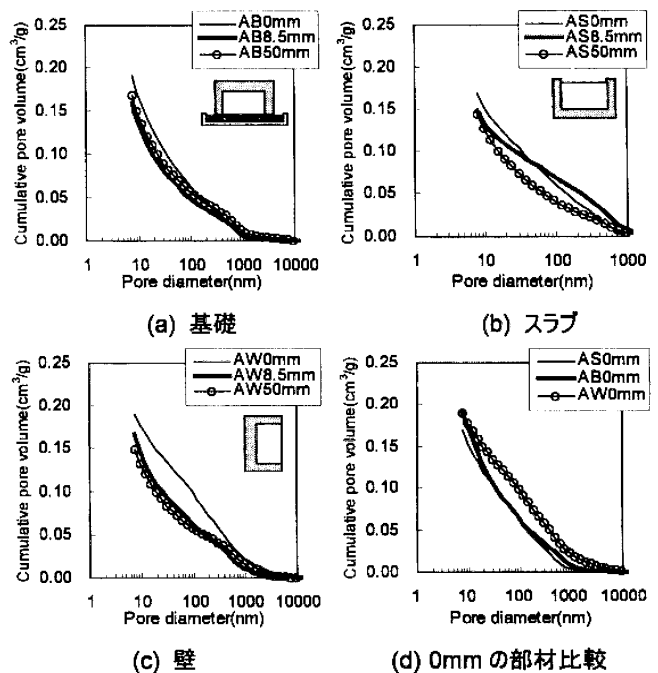 AB0mm
AB8.5mm
AB50mm
Cumulative pore volume(cm³/g)
0.25
0.20
0.15
0.10
0.05
0.00
1 10 100 1000 10000
Pore diameter(nm)
(a) 基礎
AS0mm
AS8.5mm
AS50mm
Cumulative pore volume(cm³/g)
0.25
0.20
0.15
0.10
0.05
0.00
1 10 100 1000
Pore diameter(nm)
(b) スラブ
AW0mm
AW8.5mm
AW50mm
Cumulative pore volume(cm³/g)
0.25
0.20
0.15
0.10
0.05
0.00
1 10 100 1000 10000
Pore diameter(nm)
(c) 壁
AS0mm
AB0mm
AW0mm
Cumulative pore volume(cm³/g)
0.25
0.20
0.15
0.10
0.05
0.00
1 10 100 1000 10000
Pore diameter(nm)
(d) 0mm の部材比較